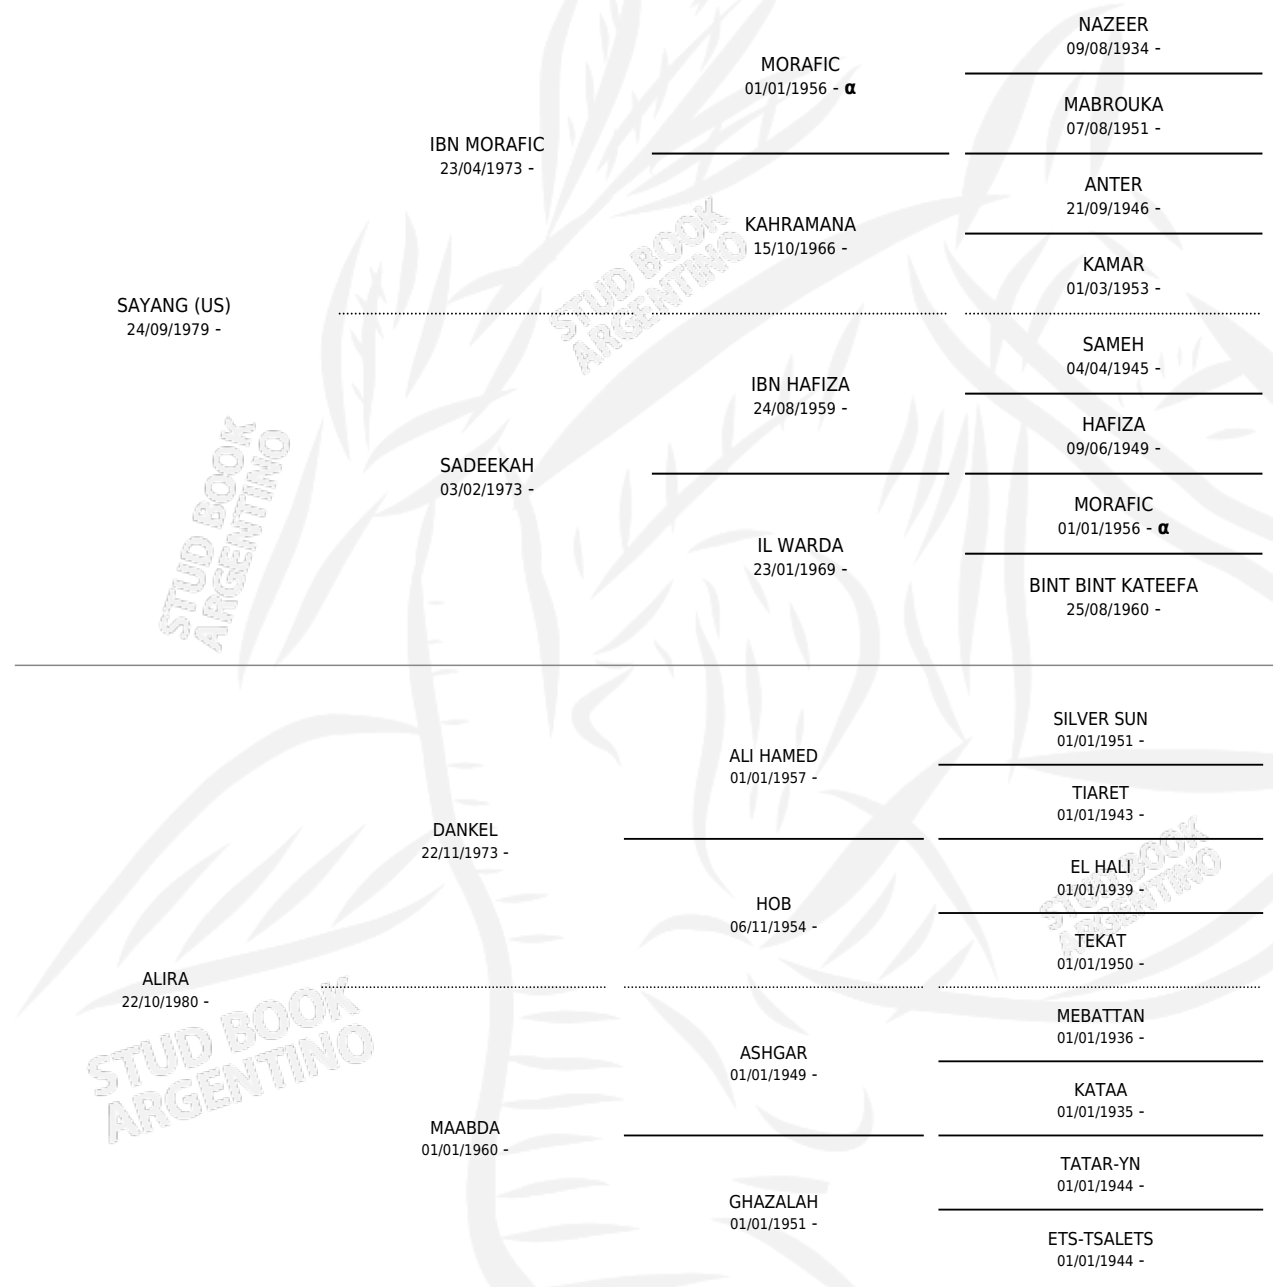 NAZEER
09/08/1934 -
MORAFIC
01/01/1956 - α
MABROUKA
07/08/1951 -
IBN MORAFIC
23/04/1973 -
ANTER
21/09/1946 -
KAHRAMANA
15/10/1966 -
KAMAR
01/03/1953 -
STUD BOOK
ARGENTINO
SAYANG (US)
24/09/1979 -
SAMEH
04/04/1945 -
IBN HAFIZA
24/08/1959 -
HAFIZA
09/06/1949 -
SADEEKAH
03/02/1973 -
MORAFIC
01/01/1956 - α
IL WARDA
23/01/1969 -
BINT BINT KATEEFA
25/08/1960 -
STUD BOOK
ARGENTINO
SILVER SUN
01/01/1951 -
ALI HAMED
01/01/1957 -
TIARET
01/01/1943 -
DANKEL
22/11/1973 -
EL HALI
01/01/1939 -
HOB
06/11/1954 -
TEKAT
01/01/1950 -
STUD BOOK
ARGENTINO
ALIRA
22/10/1980 -
MEBATTAN
01/01/1936 -
ASHGAR
01/01/1949 -
KATAA
01/01/1935 -
STUD BOOK
ARGENTINO
MAABDA
01/01/1960 -
TATAR-YN
01/01/1944 -
GHAZALAH
01/01/1951 -
ETS-TSALETS
01/01/1944 -